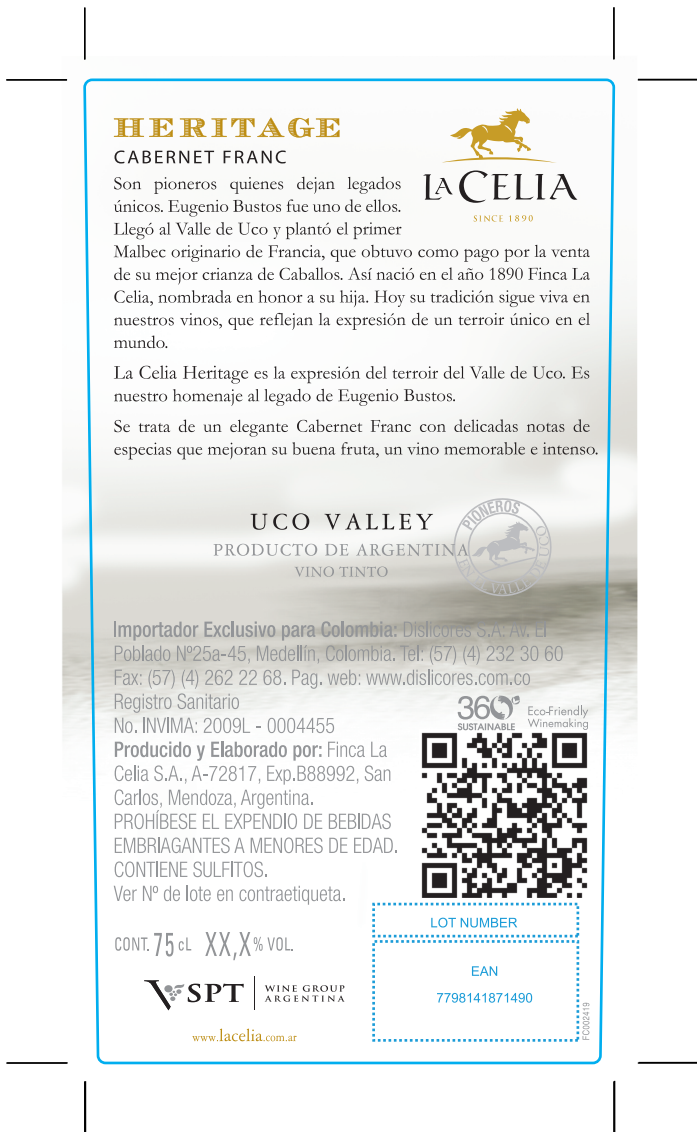 HERITAGE
CABERNET FRANC
LA CELIA
SINCE 1890
Son pioneros quienes dejan legados
únicos. Eugenio Bustos fue uno de ellos.
Llegó al Valle de Uco y plantó el primer
Malbec originario de Francia, que obtuvo como pago por la venta
de su mejor crianza de Caballos. Así nació en el año 1890 Finca La
Celia, nombrada en honor a su hija. Hoy su tradición sigue viva en
nuestros vinos, que reflejan la expresión de un terroir único en el
mundo.
La Celia Heritage es la expresión del terroir del Valle de Uco. Es
nuestro homenaje al legado de Eugenio Bustos.
Se trata de un elegante Cabernet Franc con delicadas notas de
especias que mejoran su buena fruta, un vino memorable e intenso.
UCO VALLEY
PRODUCTO DE ARGENTINA
VINO TINTO
PIONEROS
EN EL VALLE DE UCO
Importador Exclusivo para Colombia: Dislicores S.A: Av. El
Poblado Nº25a-45, Medellín, Colombia. Tel: (57) (4) 232 30 60
Fax: (57) (4) 262 22 68. Pag. web: www.dislicores.com.co
Registro Sanitario
No. INVIMA: 2009L - 0004455
Producido y Elaborado por: Finca La
Celia S.A., A-72817, Exp.B88992, San
Carlos, Mendoza, Argentina.
PROHÍBESE EL EXPENDIO DE BEBIDAS
EMBRIAGANTES A MENORES DE EDAD.
CONTIENE SULFITOS.
Ver Nº de lote en contraetiqueta.
360°
SUSTAINABLE
Eco-Friendly
Winemaking
CONT. 75 cL XX,X % VOL.
VSPT
WINE GROUP
ARGENTINA
www.lacelia.com.ar
LOT NUMBER
EAN
7798141871490
FC002419